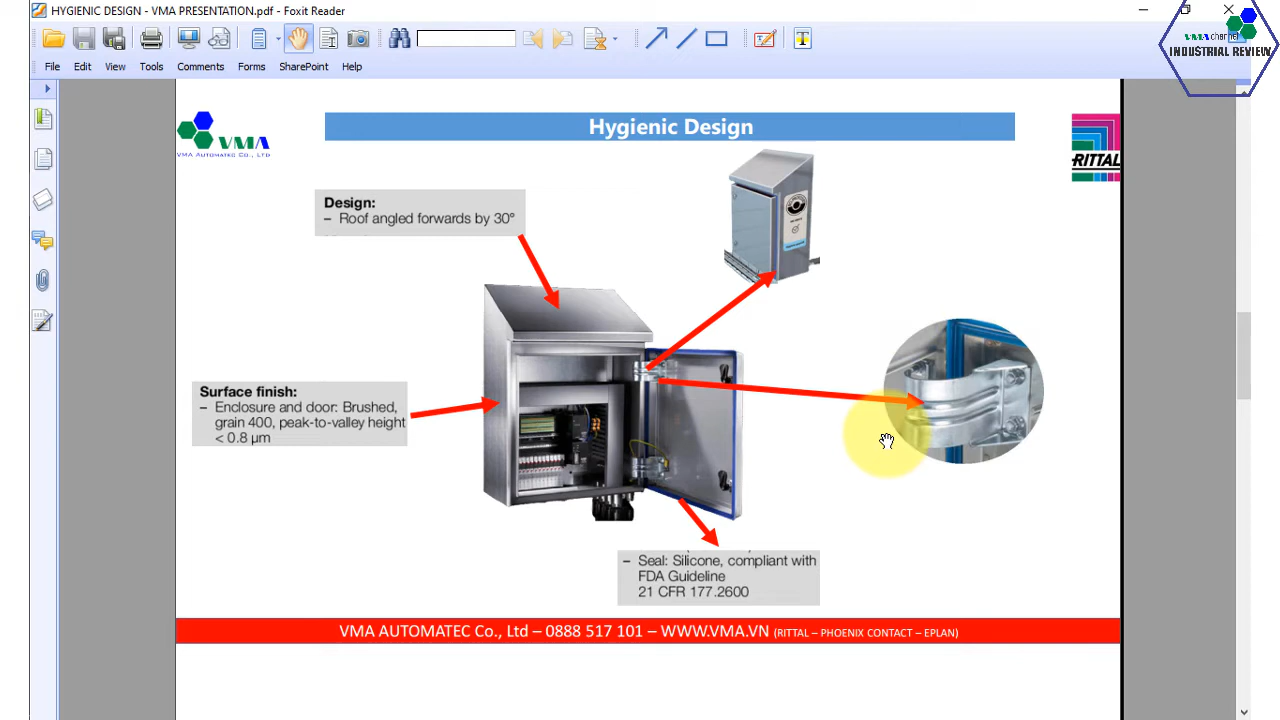 HYGIENIC DESIGN - VMA PRESENTATION.pdf - Foxit Reader
VMA channel
INDUSTRIAL REVIEW
File Edit View Tools Comments Forms SharePoint Help
VMA
VMA AUTOMATEC Co., Ltd
Hygienic Design
RITTAL
Design:
– Roof angled forwards by 30°
Surface finish:
– Enclosure and door: Brushed,
grain 400, peak-to-valley height
< 0.8 µm
– Seal: Silicone, compliant with
FDA Guideline
21 CFR 177.2600
VMA AUTOMATEC Co., Ltd – 0888 517 101 – WWW.VMA.VN (RITTAL – PHOENIX CONTACT – EPLAN)